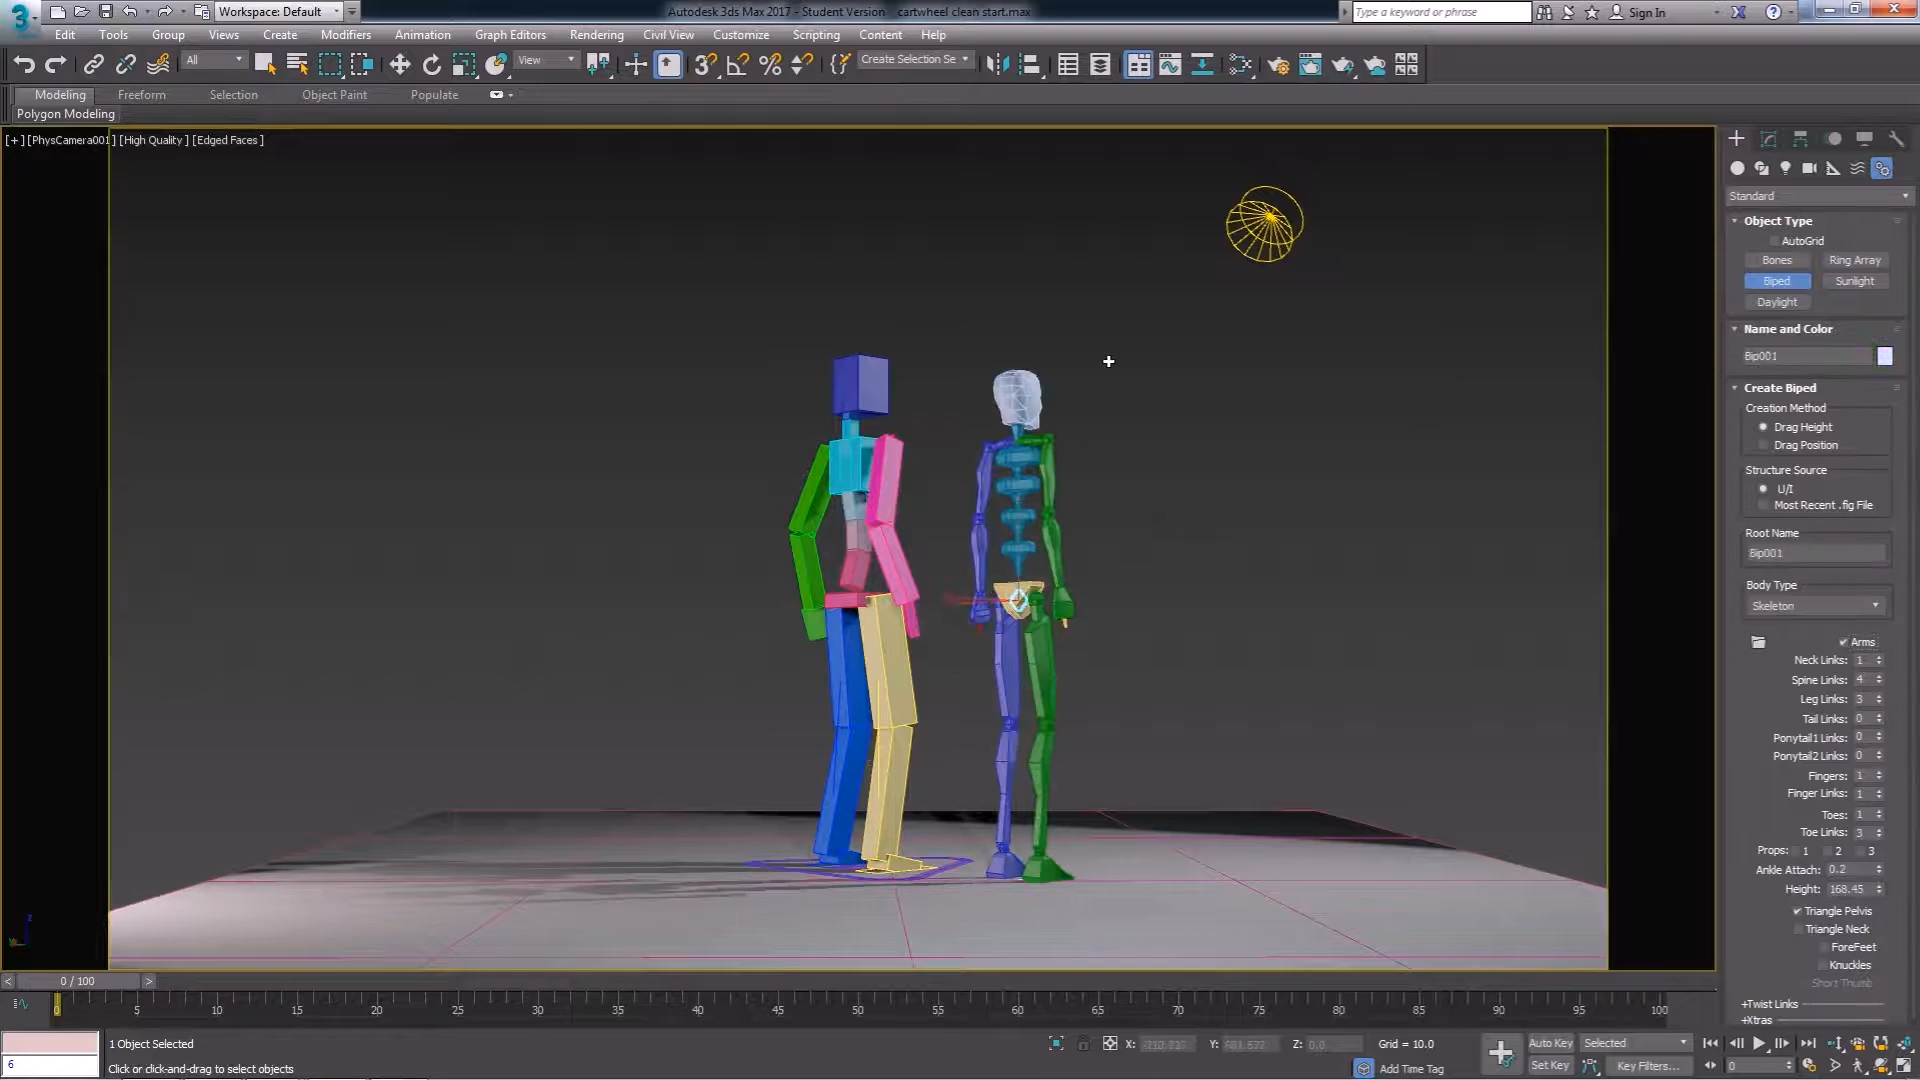 Workspace: Default
Autodesk 3ds Max 2017 - Student Version    cartwheel clean start.max
Type a keyword or phrase
Sign In
Edit Tools Group Views Create Modifiers Animation Graph Editors Rendering Civil View Customize Scripting Content Help
All
View
Create Selection Se
Modeling Freeform Selection Object Paint Populate
Polygon Modeling
[+] [PhysCamera001] [High Quality] [Edged Faces]
Standard
Object Type
AutoGrid
Bones Ring Array
Biped Sunlight
Daylight
Name and Color
Bip001
Create Biped
Creation Method
Drag Height
Drag Position
Structure Source
U/I
Most Recent .fig File
Root Name
Bip001
Body Type
Skeleton
Arms
Neck Links: 1
Spine Links: 4
Leg Links: 3
Tail Links: 0
Ponytail1 Links: 0
Ponytail2 Links: 0
Fingers: 1
Finger Links: 1
Toes: 1
Toe Links: 3
Props: 1 2 3
Ankle Attach: 0.2
Height: 168.45
Triangle Pelvis
Triangle Neck
ForeFeet
Knuckles
Short Thumb
+Twist Links
+Xtras
z
< 0 / 100 >
0 5 10 15 20 25 30 35 40 45 50 55 60 65 70 75 80 85 90 95 100
1 Object Selected
X:
Y:
Z: 0.0
Grid = 10.0
Auto Key
Selected
6
Click or click-and-drag to select objects
Add Time Tag
Set Key
Key Filters...
0